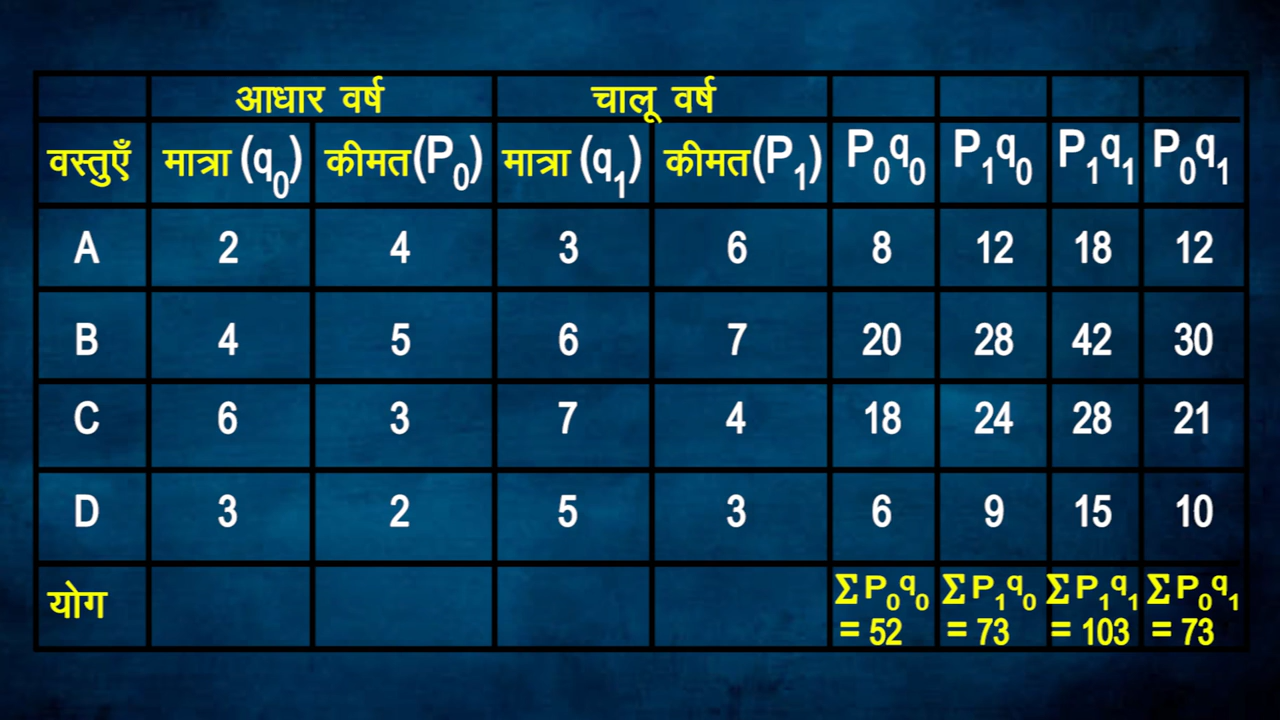 आधार वर्ष चालू वर्ष
वस्तुएँ मात्रा (q₀) कीमत(P₀) मात्रा (q₁) कीमत(P₁) P₀q₀ P₁q₀ P₁q₁ P₀q₁
A 2 4 3 6 8 12 18 12
B 4 5 6 7 20 28 42 30
C 6 3 7 4 18 24 28 21
D 3 2 5 3 6 9 15 10
योग ΣP₀q₀ ΣP₁q₀ ΣP₁q₁ ΣP₀q₁
= 52 = 73 = 103 = 73